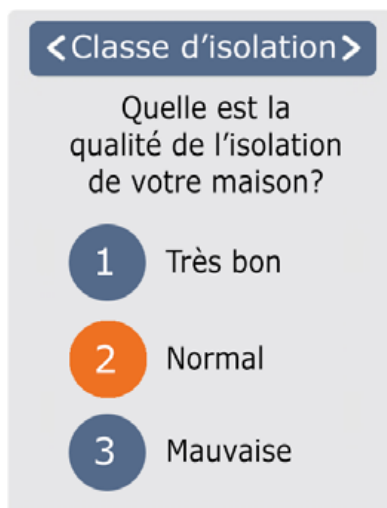 <Classe d’isolation>
Quelle est la
qualité de l’isolation
de votre maison?
1 Très bon
2 Normal
3 Mauvaise